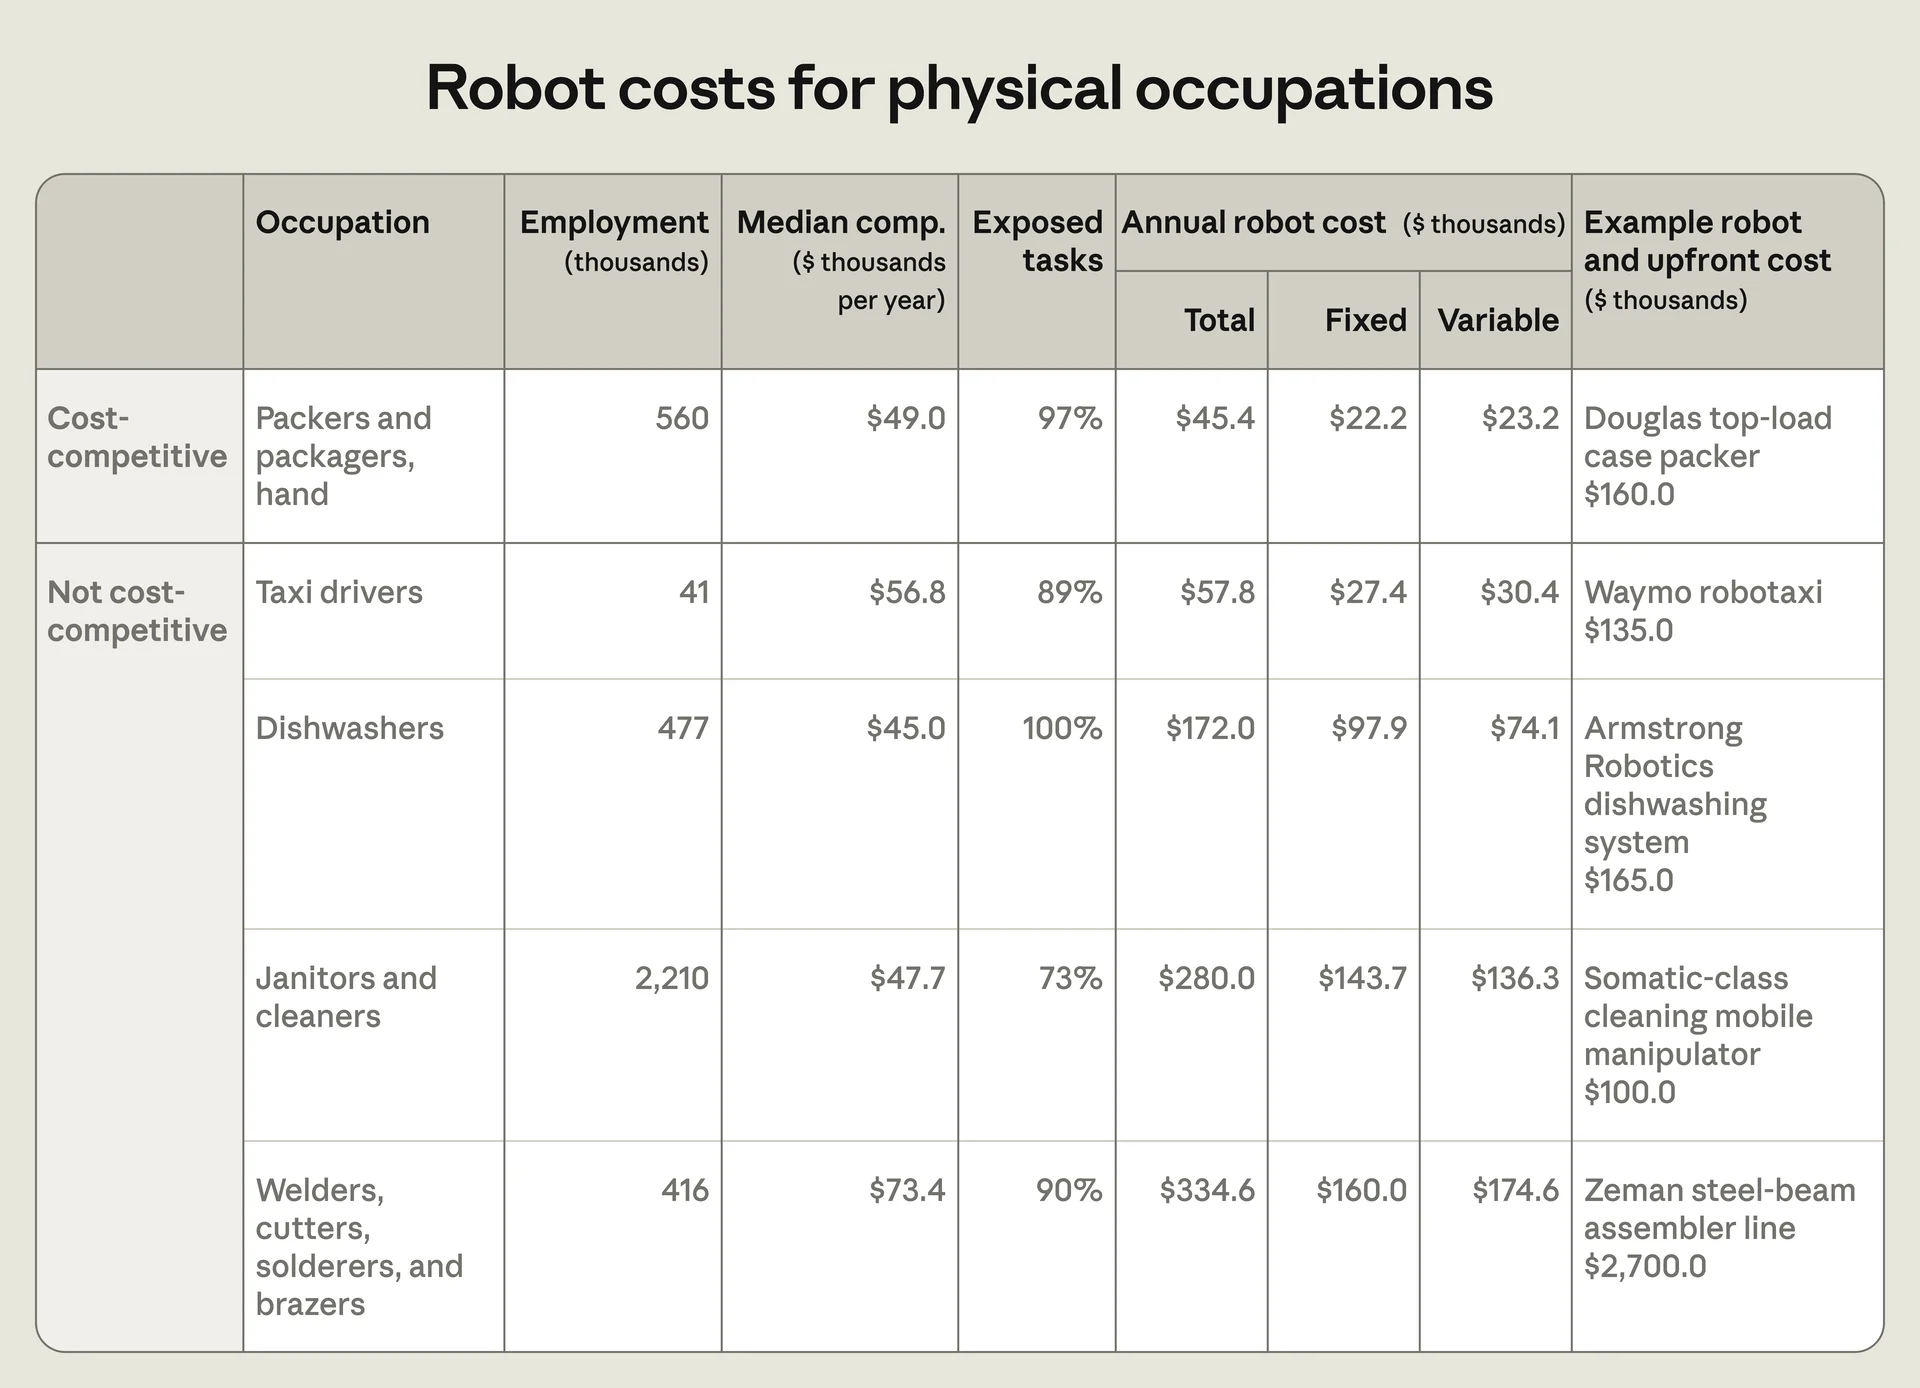 Robot costs for physical occupations
Occupation
Employment
(thousands)
Median comp.
($ thousands
per year)
Exposed
tasks
Annual robot cost ($ thousands)
Total
Fixed
Variable
Example robot
and upfront cost
($ thousands)
Cost-
competitive
Packers and
packagers,
hand
560
$49.0
97%
$45.4
$22.2
$23.2
Douglas top-load
case packer
$160.0
Not cost-
competitive
Taxi drivers
41
$56.8
89%
$57.8
$27.4
$30.4
Waymo robotaxi
$135.0
Dishwashers
477
$45.0
100%
$172.0
$97.9
$74.1
Armstrong
Robotics
dishwashing
system
$165.0
Janitors and
cleaners
2,210
$47.7
73%
$280.0
$143.7
$136.3
Somatic-class
cleaning mobile
manipulator
$100.0
Welders,
cutters,
solderers, and
brazers
416
$73.4
90%
$334.6
$160.0
$174.6
Zeman steel-beam
assembler line
$2,700.0